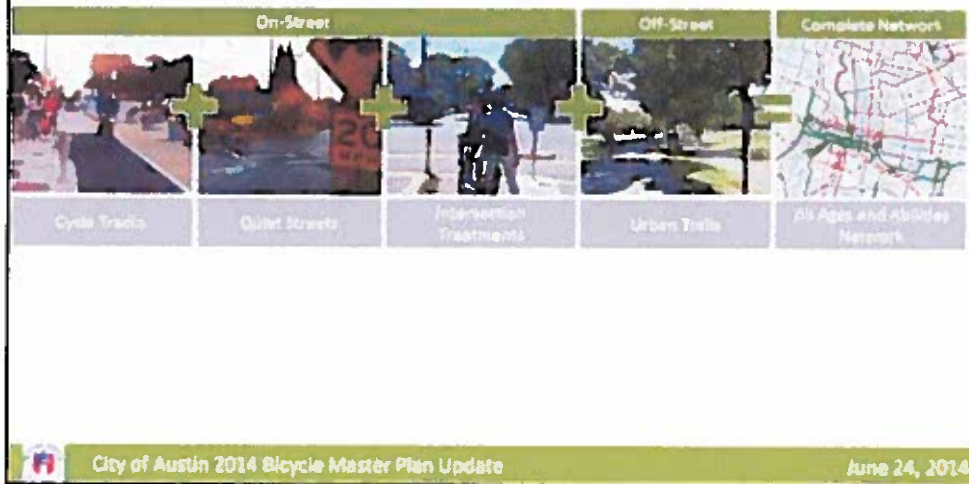 On-Street Off-Street Complete Network
20
Cycle Tracks Quiet Streets Intersection Treatments Urban Trails All Ages and Abilities Network
City of Austin 2014 Bicycle Master Plan Update June 24, 2014